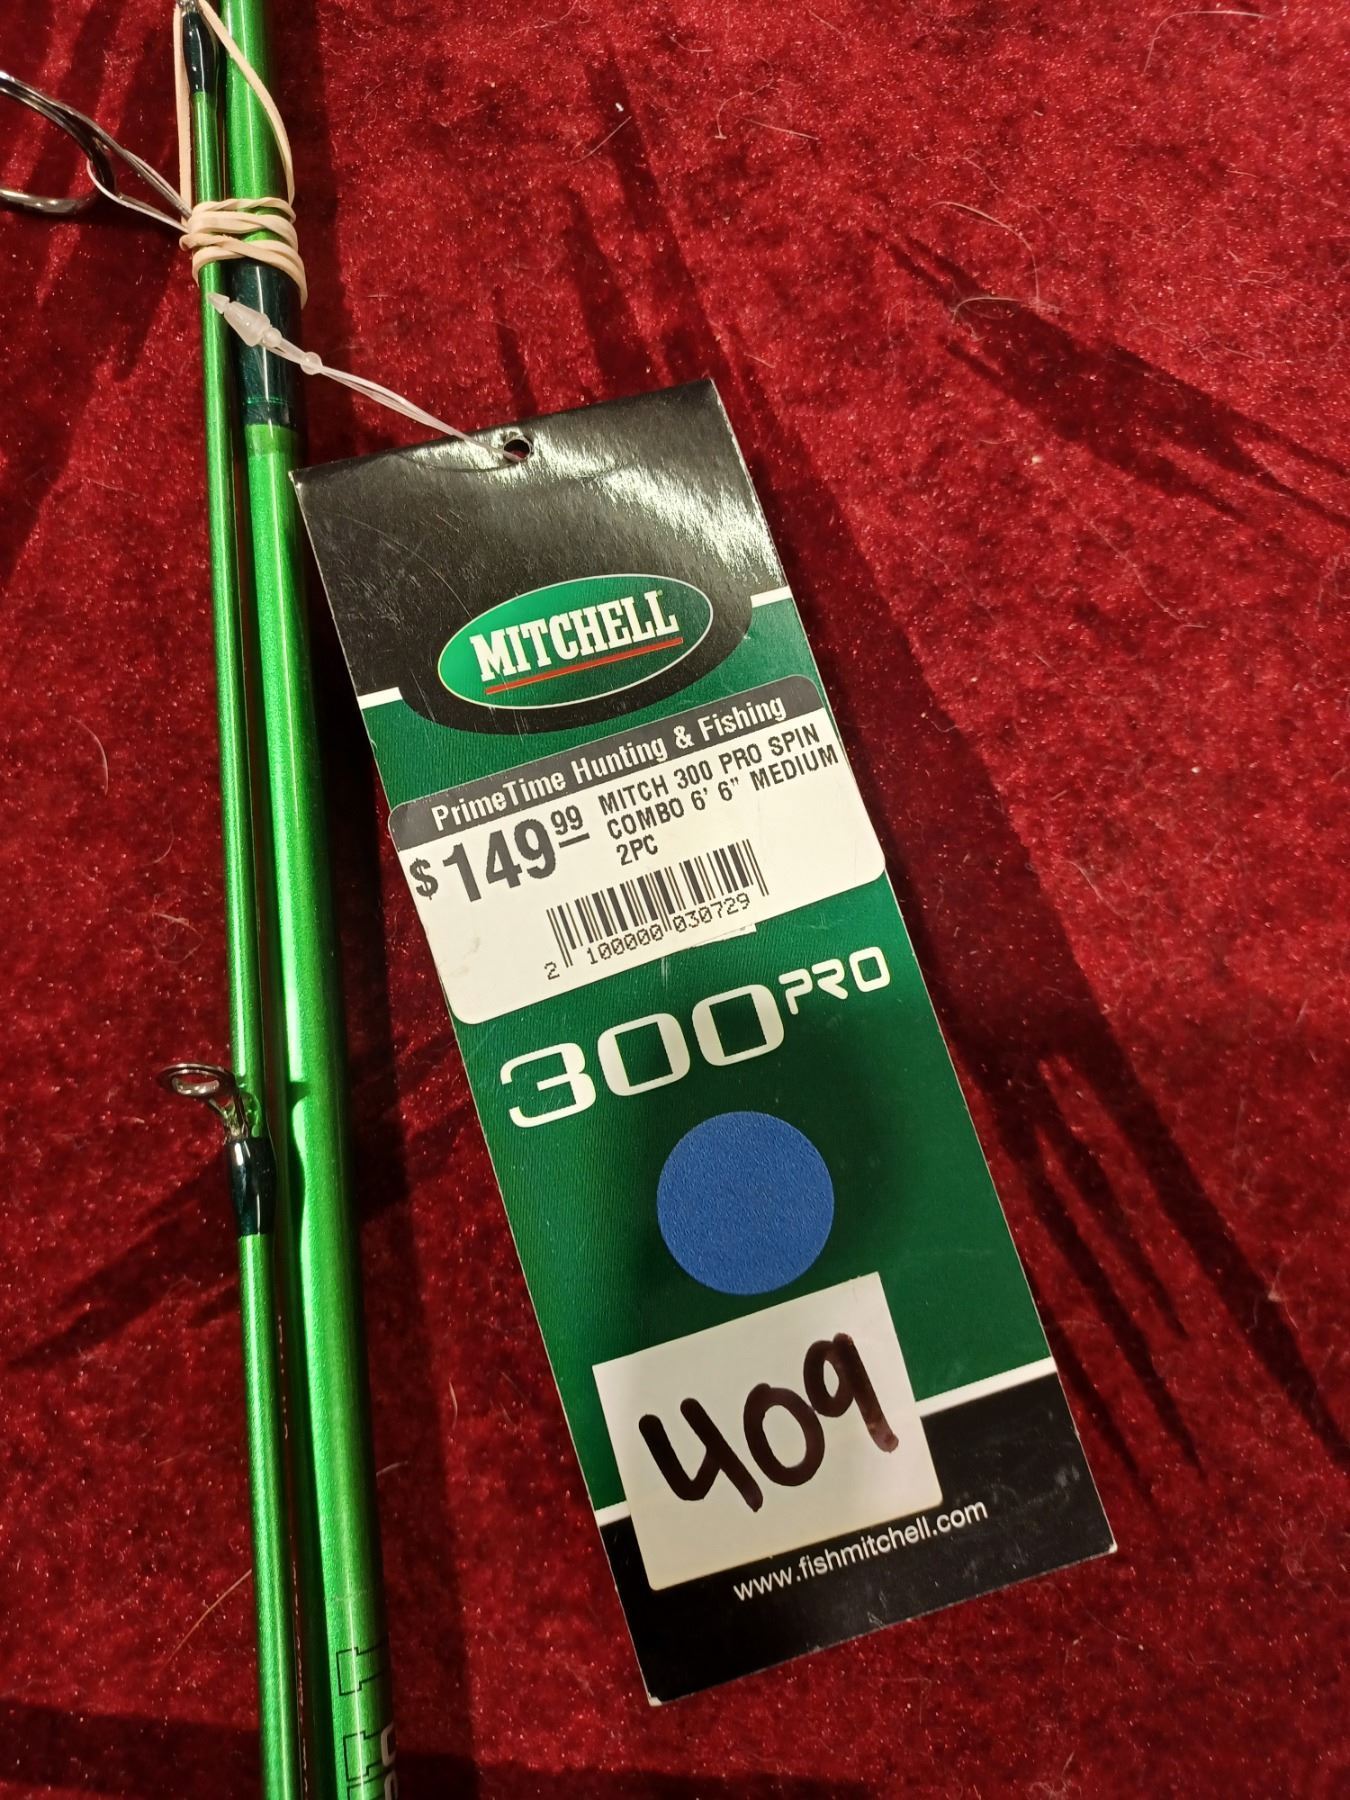 MITCHELL
PrimeTime Hunting & Fishing
$149.99
MITCH 300 PRO SPIN
COMBO 6' 6" MEDIUM
2PC
2 100000 030729
300PRO
409
www.fishmitchell.com